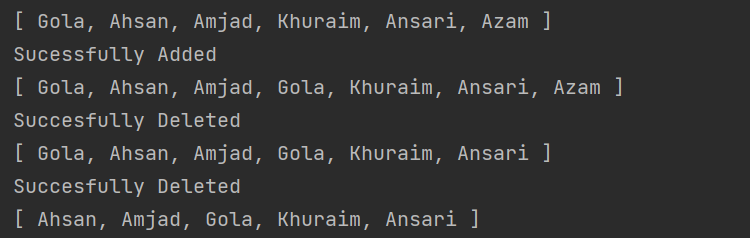 [ Gola, Ahsan, Amjad, Khuraim, Ansari, Azam ]
Sucessfully Added
[ Gola, Ahsan, Amjad, Gola, Khuraim, Ansari, Azam ]
Succesfully Deleted
[ Gola, Ahsan, Amjad, Gola, Khuraim, Ansari ]
Succesfully Deleted
[ Ahsan, Amjad, Gola, Khuraim, Ansari ]